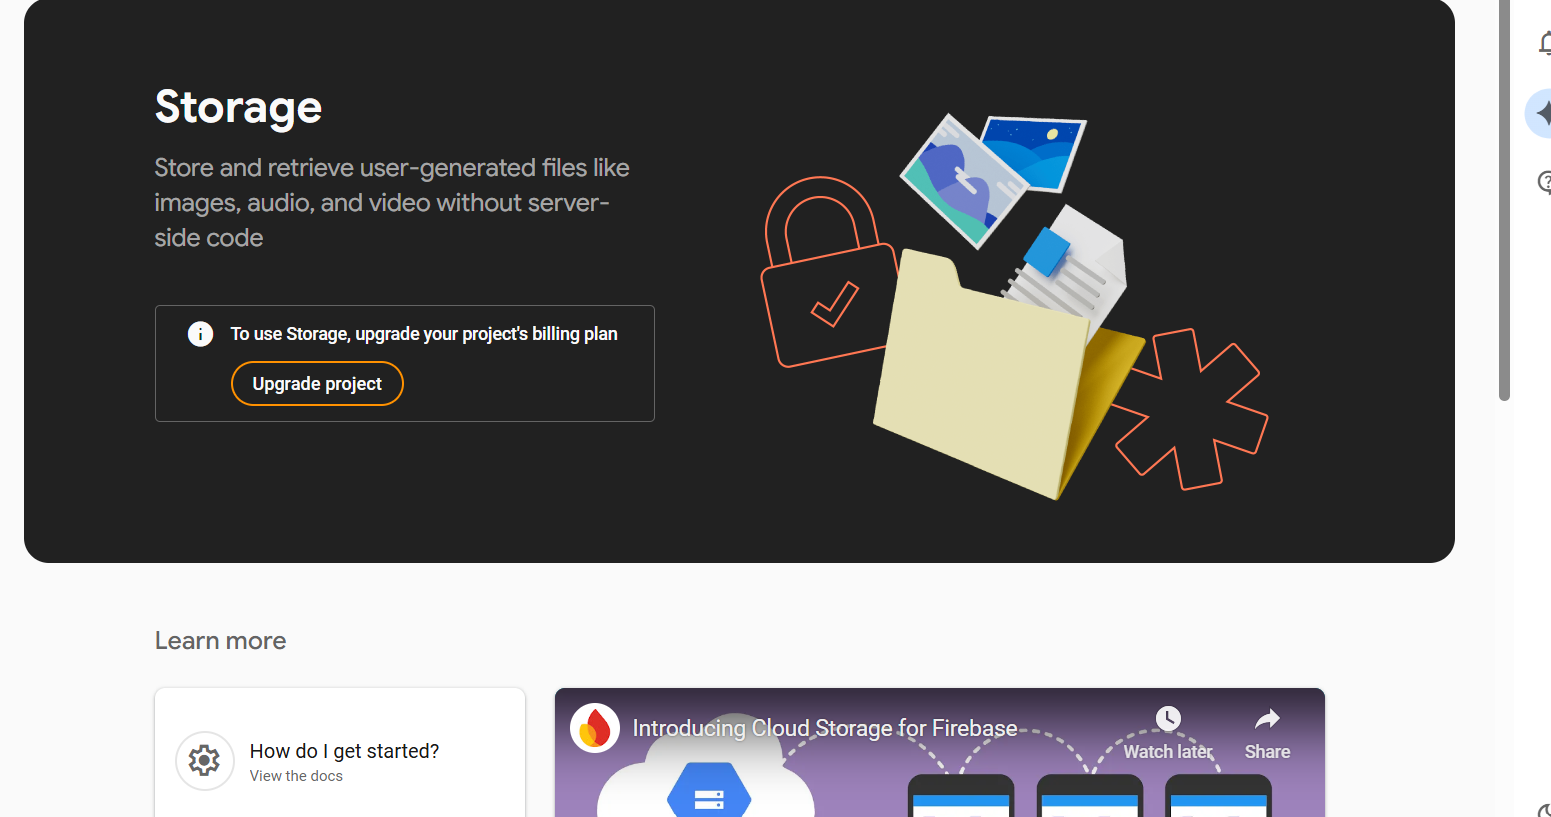 Storage
Store and retrieve user-generated files like
images, audio, and video without server-
side code
To use Storage, upgrade your project's billing plan
Upgrade project
Learn more
How do I get started?
View the docs
Introducing Cloud Storage for Firebase
Watch later
Share